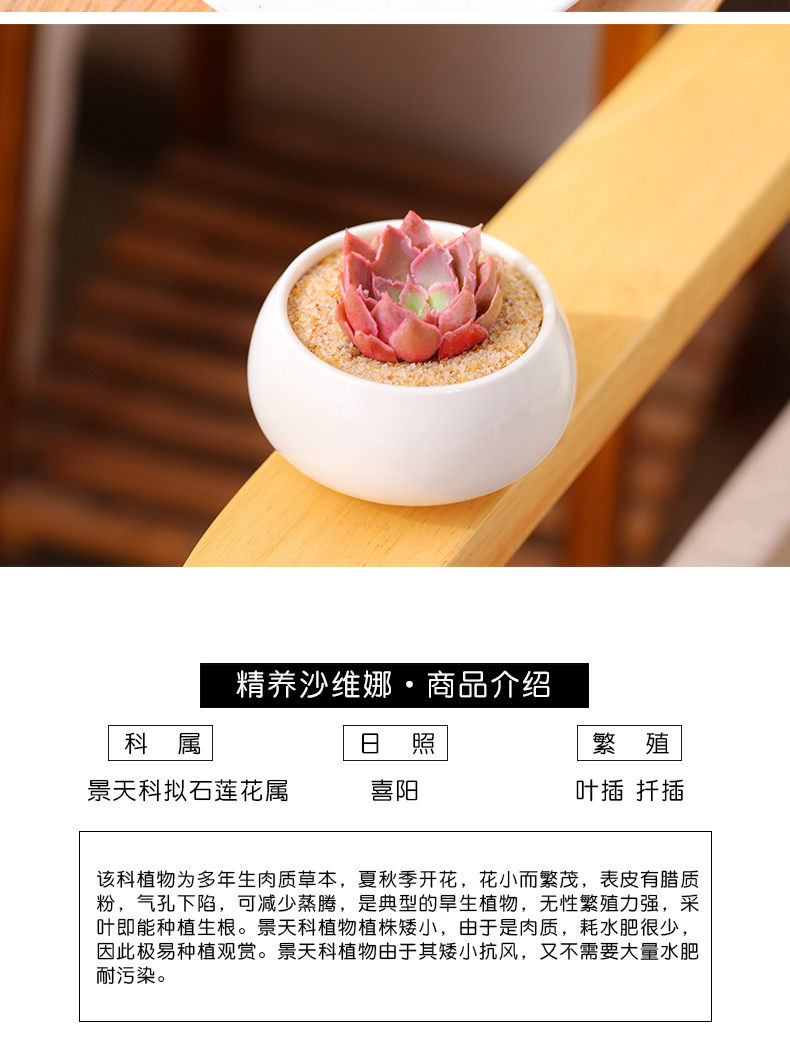 精养沙维娜·商品介绍
科 属 日 照 繁 殖
景天科拟石莲花属 喜阳 叶插 扦插
该科植物为多年生肉质草本，夏秋季开花，花小而繁茂，表皮有腊质
粉，气孔下陷，可减少蒸腾，是典型的旱生植物，无性繁殖力强，采
叶即能种植生根。景天科植物植株矮小，由于是肉质，耗水肥很少，
因此极易种植观赏。景天科植物由于其矮小抗风，又不需要大量水肥
耐污染。